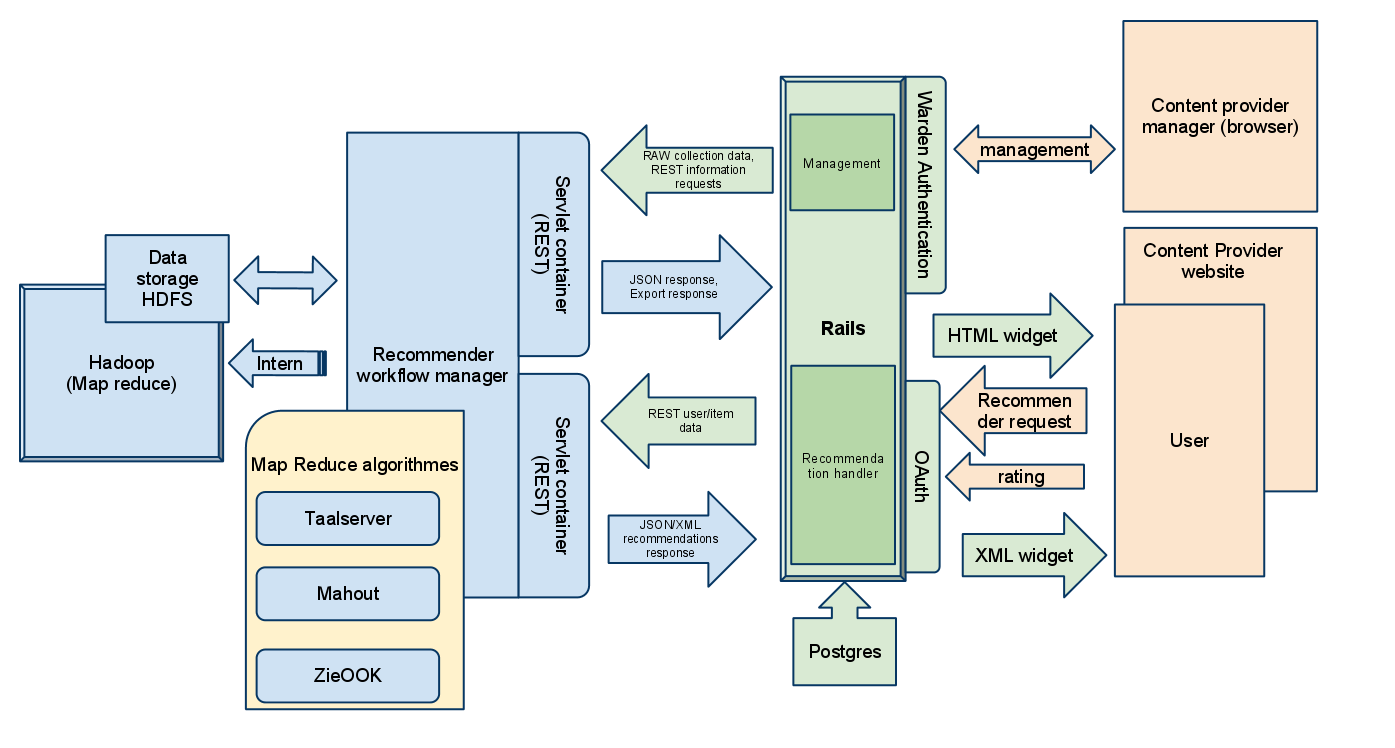 Content provider
manager (browser)
Warden Authentication
management
RAW collection data,
REST information
requests
Management
Servlet container
(REST)
Data
storage
HDFS
JSON response,
Export response
Content Provider
website
Rails
HTML widget
Hadoop
(Map reduce)
Intern
Recommender
workflow manager
REST user/item
data
Recommen
der request
User
Servlet container
(REST)
Recommenda
tion handler
OAuth
rating
Map Reduce algorithmes
Taalserver
JSON/XML
recommendations
response
XML widget
Mahout
Postgres
ZieOOK